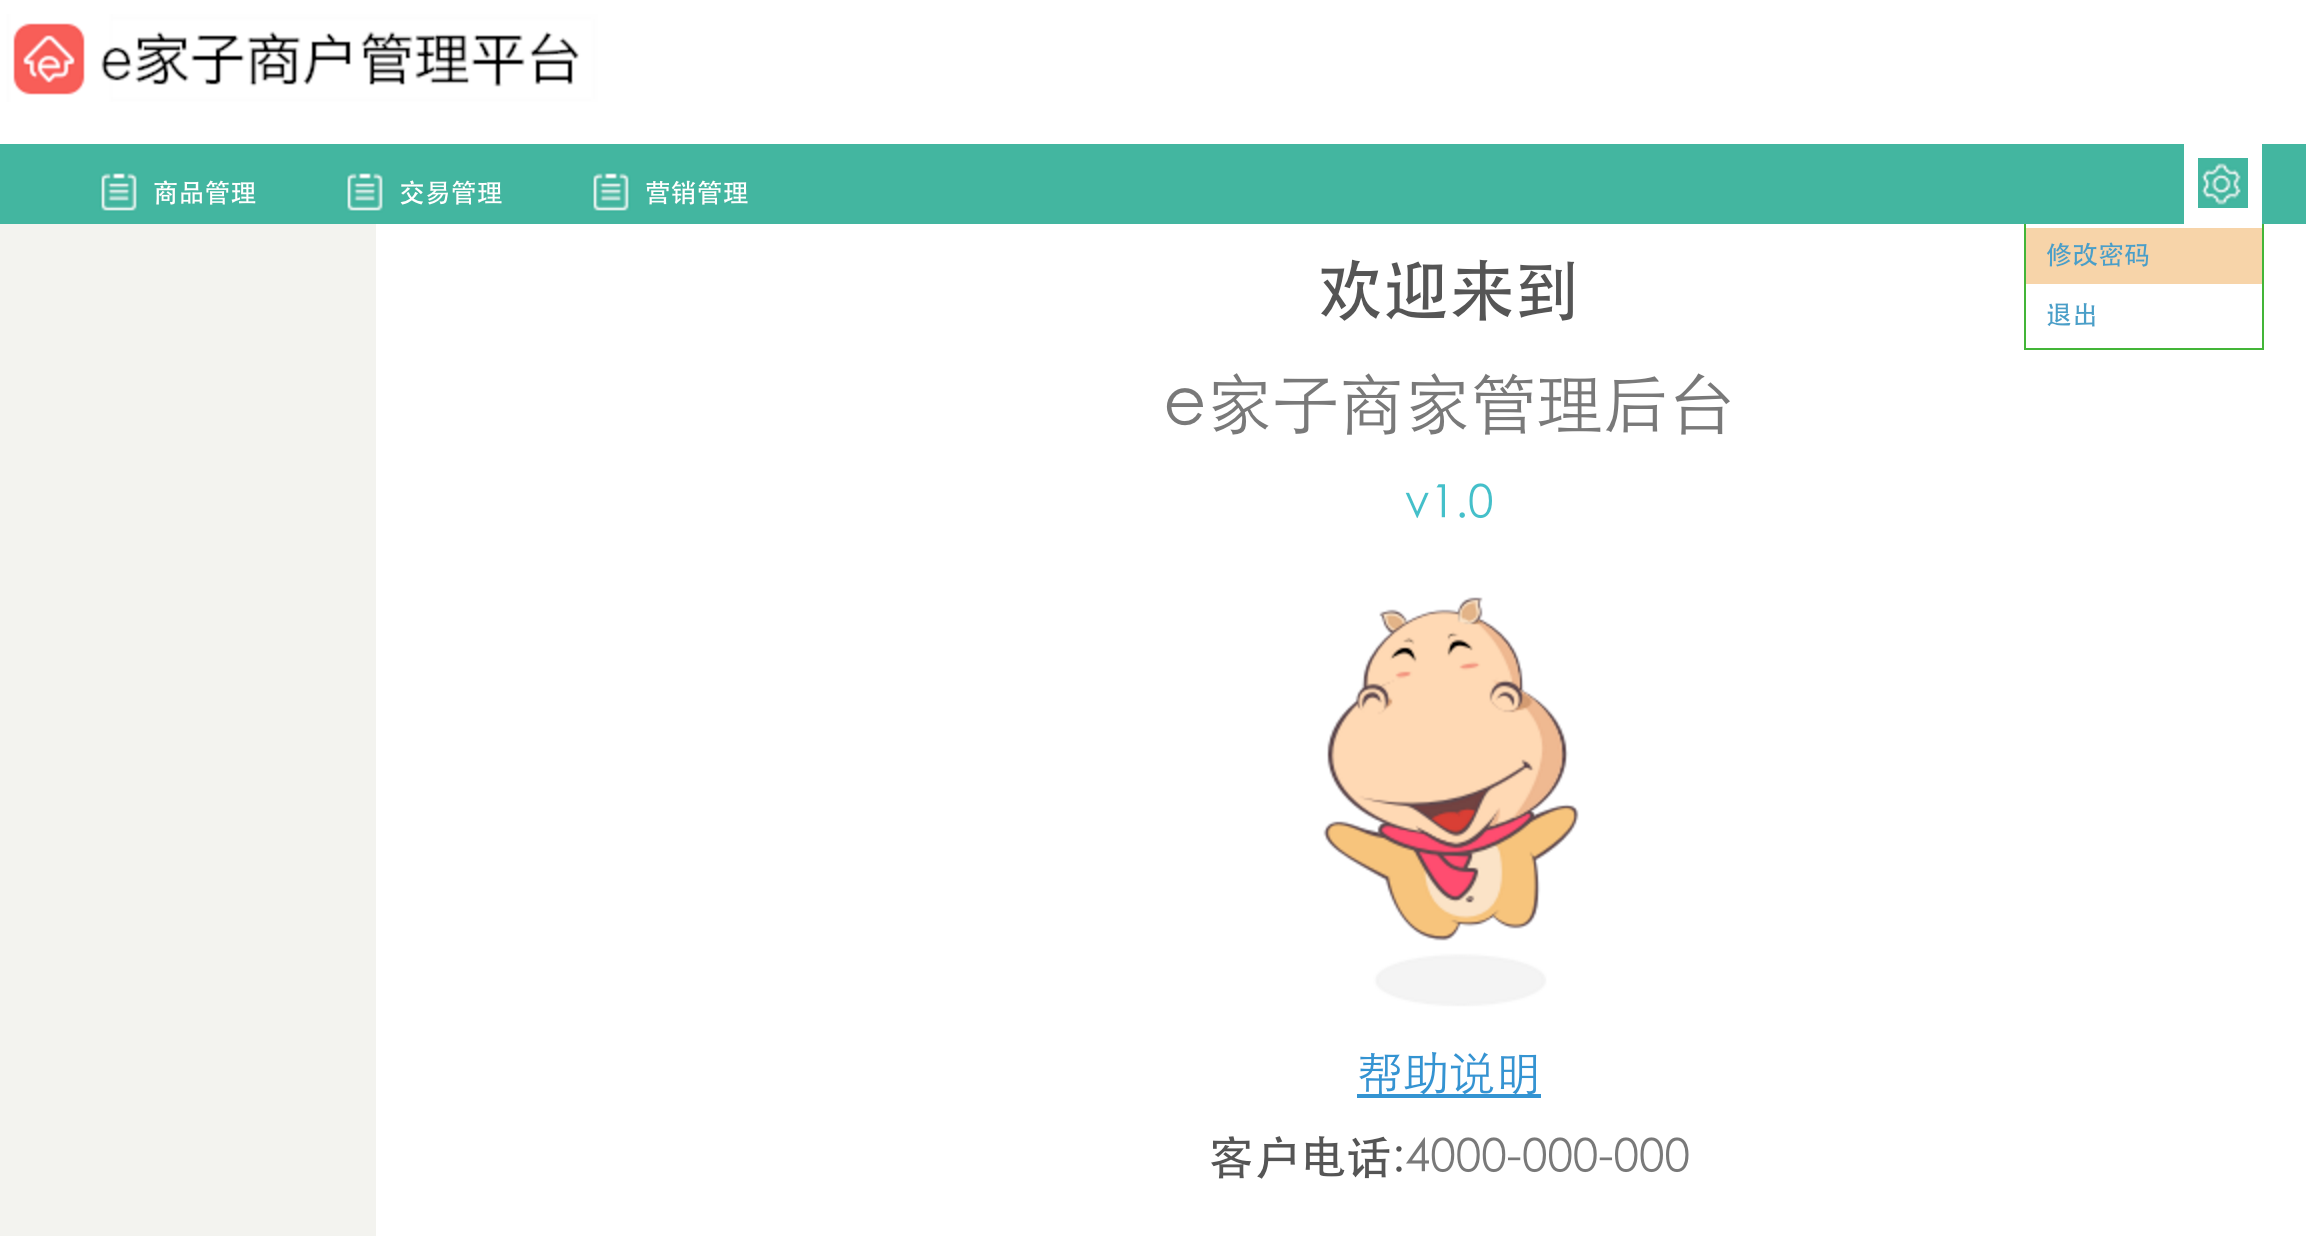 e家子商户管理平台
商品管理 交易管理 营销管理
修改密码
退出
欢迎来到
e家子商家管理后台
v1.0
帮助说明
客户电话:4000-000-000